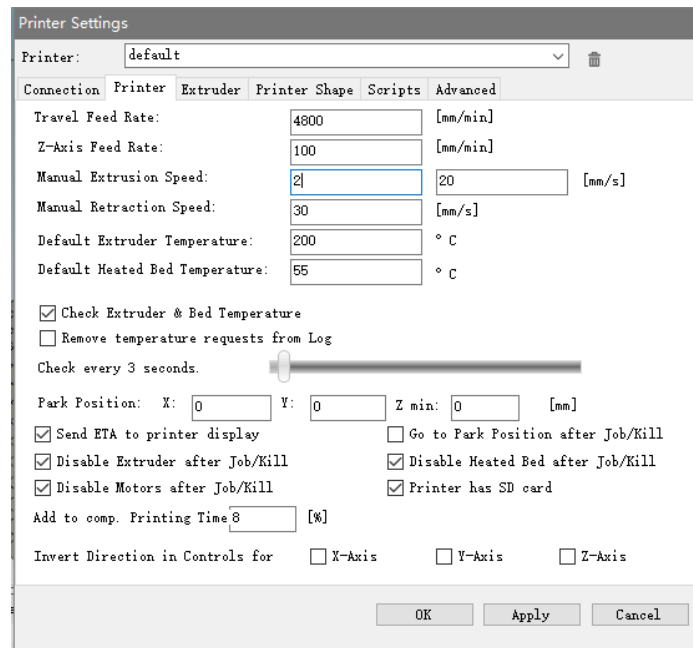 Printer Settings
Printer: default
Connection Printer Extruder Printer Shape Scripts Advanced
Travel Feed Rate: 4800 [mm/min]
Z-Axis Feed Rate: 100 [mm/min]
Manual Extrusion Speed: 2 20 [mm/s]
Manual Retraction Speed: 30 [mm/s]
Default Extruder Temperature: 200 ° C
Default Heated Bed Temperature: 55 ° C
Check Extruder & Bed Temperature
Remove temperature requests from Log
Check every 3 seconds.
Park Position: X: 0 Y: 0 Z min: 0 [mm]
Send ETA to printer display Go to Park Position after Job/Kill
Disable Extruder after Job/Kill Disable Heated Bed after Job/Kill
Disable Motors after Job/Kill Printer has SD card
Add to comp. Printing Time 8 [%]
Invert Direction in Controls for X-Axis Y-Axis Z-Axis
OK Apply Cancel